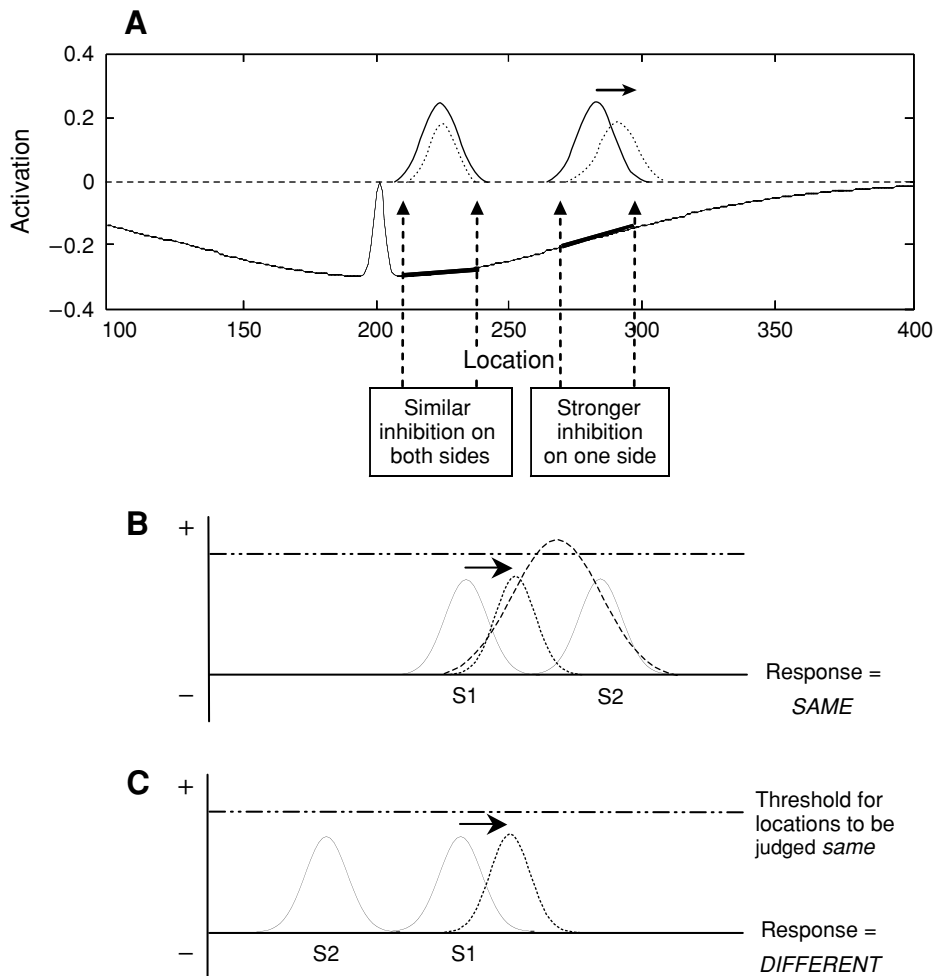 A
0.4
0.2
0
−0.2
−0.4
Activation
100 150 200 250 300 350 400
Location
Similar
inhibition on
both sides
Stronger
inhibition
on one side
B
+
−
S1 S2
Response =
SAME
C
+
−
S2 S1
Threshold for
locations to be
judged same
Response =
DIFFERENT